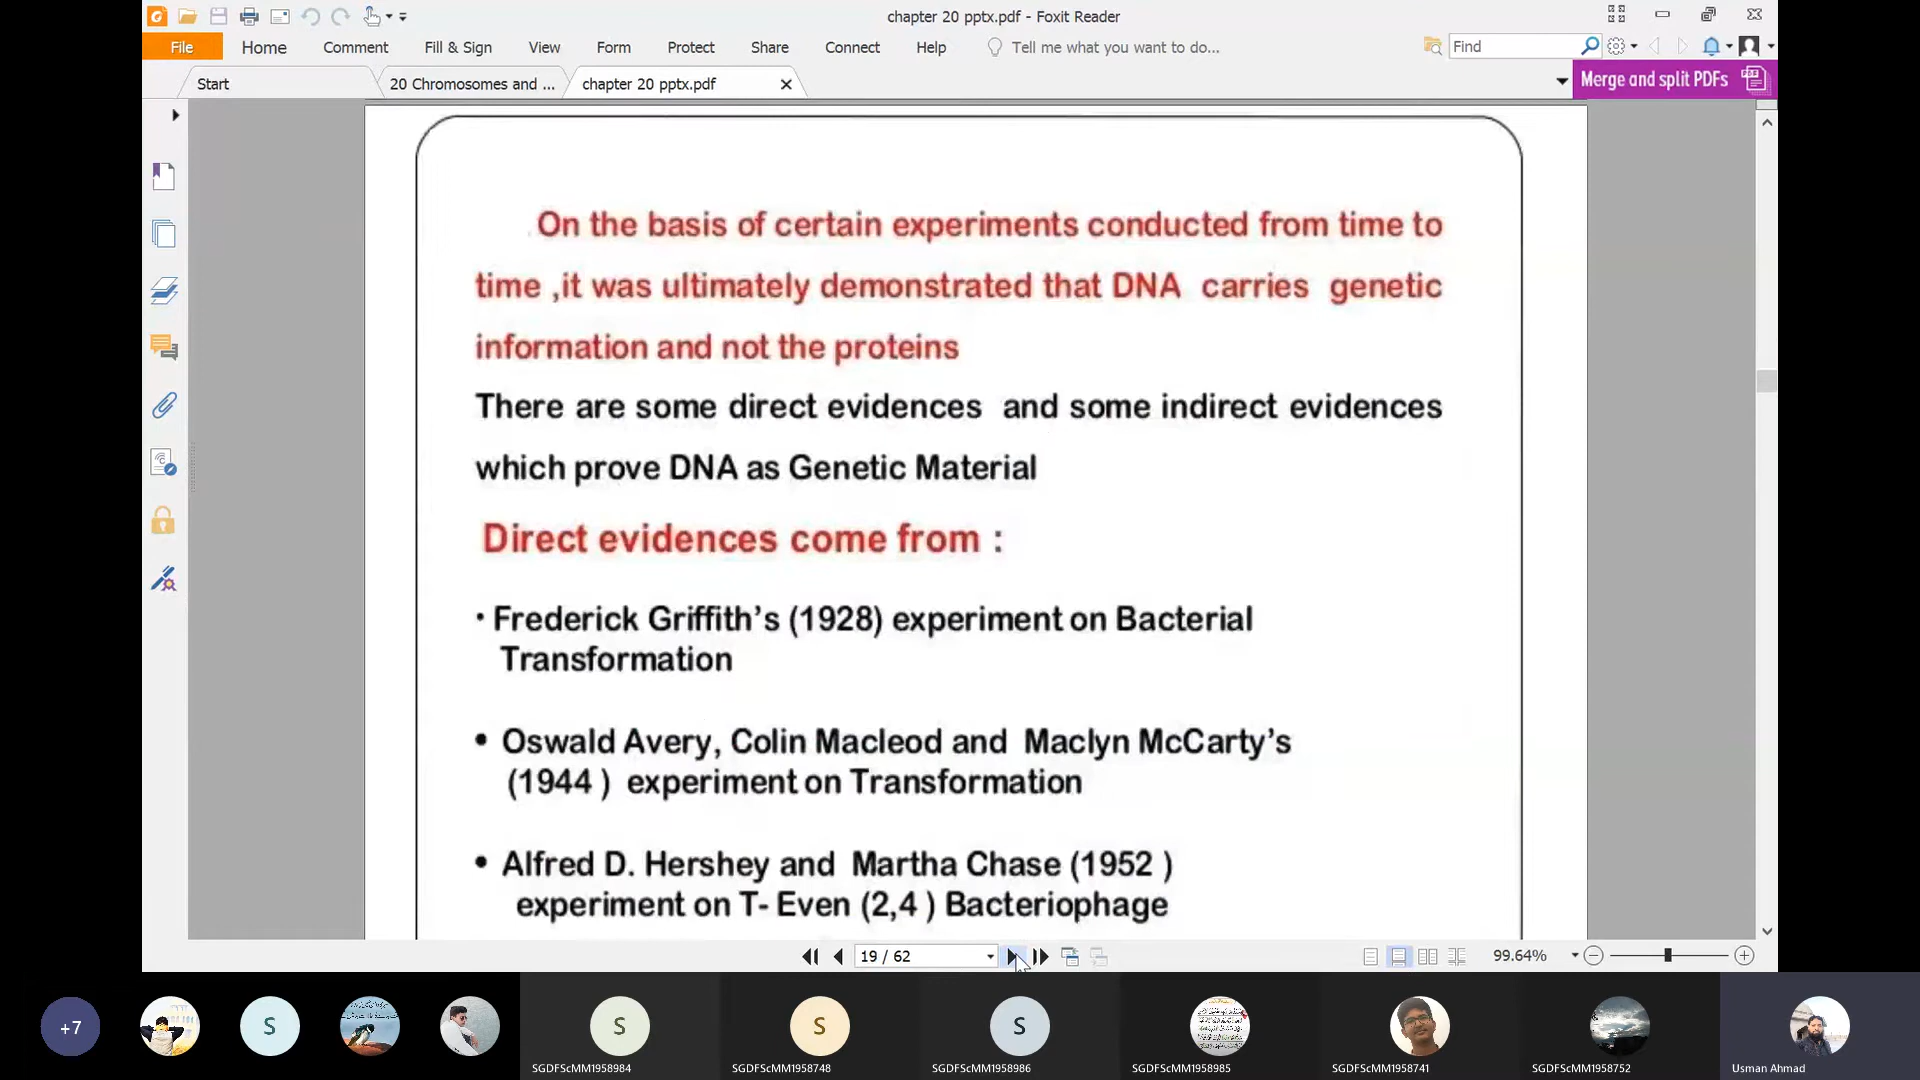 chapter 20 pptx.pdf - Foxit Reader
File Home Comment Fill & Sign View Form Protect Share Connect Help Tell me what you want to do... Find
Start 20 Chromosomes and ... chapter 20 pptx.pdf Merge and split PDFs
On the basis of certain experiments conducted from time to
time ,it was ultimately demonstrated that DNA carries genetic
information and not the proteins
There are some direct evidences and some indirect evidences
which prove DNA as Genetic Material
Direct evidences come from :
• Frederick Griffith's (1928) experiment on Bacterial
Transformation
• Oswald Avery, Colin Macleod and Maclyn McCarty's
(1944 ) experiment on Transformation
• Alfred D. Hershey and Martha Chase (1952 )
experiment on T- Even (2,4 ) Bacteriophage
19 / 62 99.64%
+7 S S S S
SGDFScMM1958984 SGDFScMM1958748 SGDFScMM1958986 SGDFScMM1958985 SGDFScMM1958741 SGDFScMM1958752 Usman Ahmad